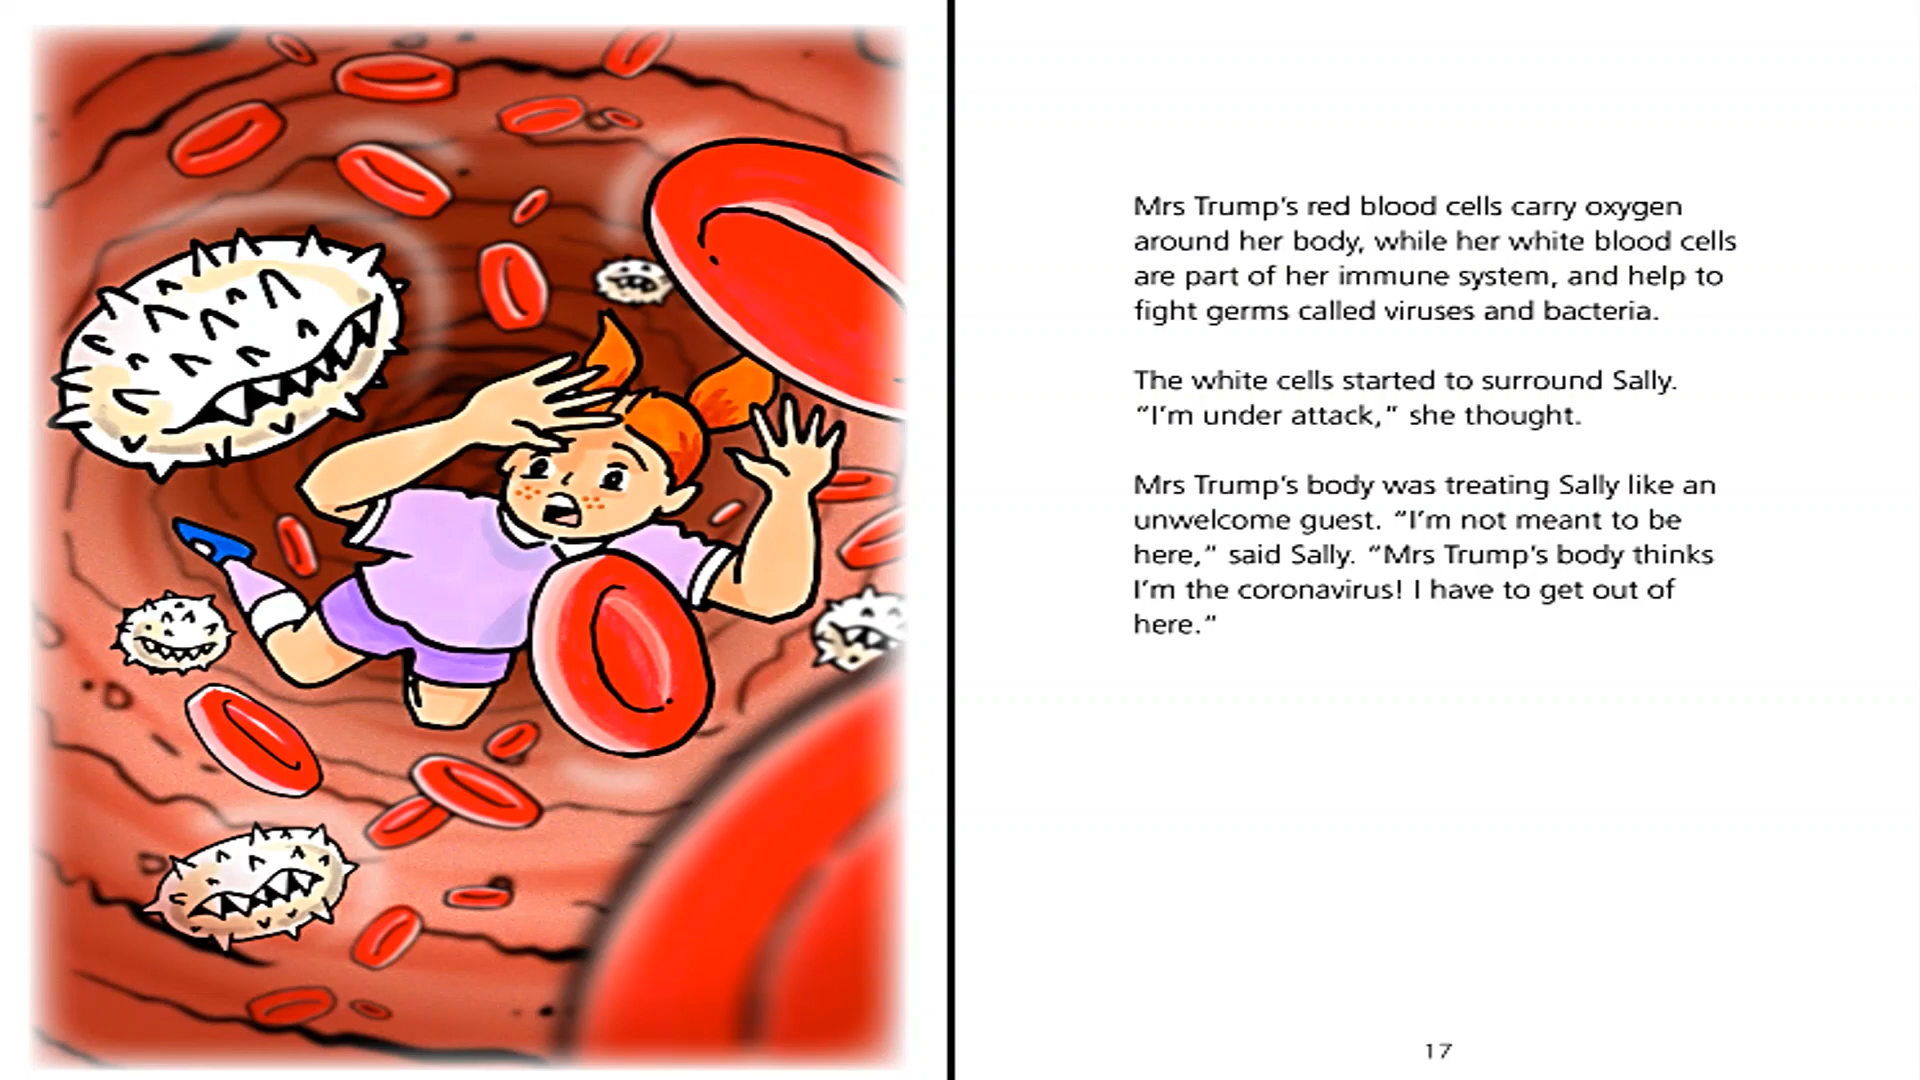 Mrs Trump's red blood cells carry oxygen
around her body, while her white blood cells
are part of her immune system, and help to
fight germs called viruses and bacteria.
The white cells started to surround Sally.
"I'm under attack," she thought.
Mrs Trump's body was treating Sally like an
unwelcome guest. "I'm not meant to be
here," said Sally. "Mrs Trump's body thinks
I'm the coronavirus! I have to get out of
here."
17